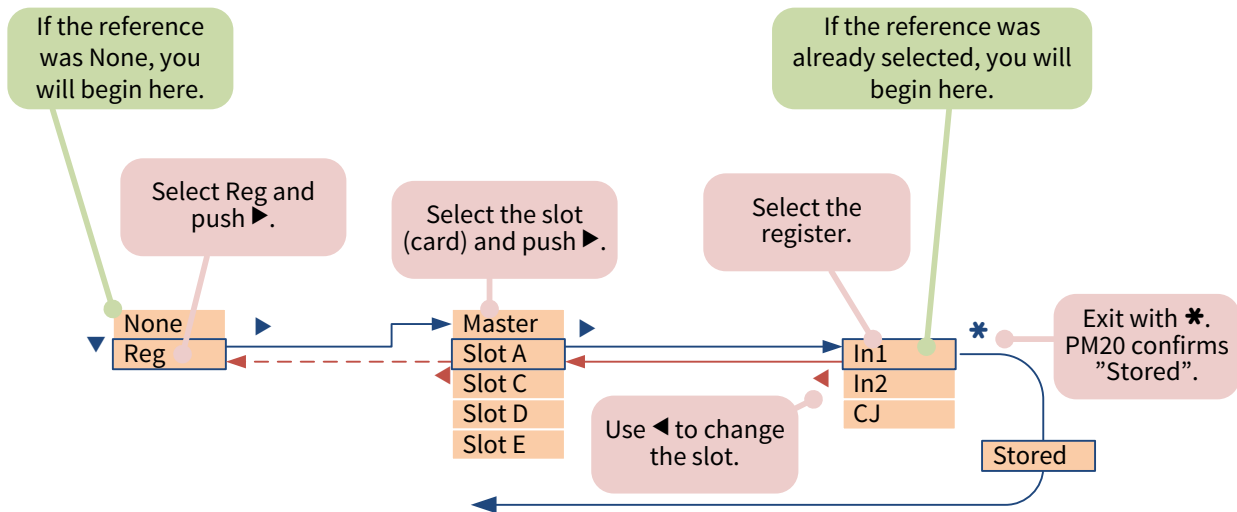 If the reference
was None, you
will begin here.
If the reference was
already selected, you will
begin here.
Select Reg and
push ▶.
Select the slot
(card) and push ▶.
Select the
register.
Exit with *.
PM20 confirms
”Stored”.
None
Reg
Master
Slot A
Slot C
Slot D
Slot E
In1
In2
CJ
*
Use ◀ to change
the slot.
Stored